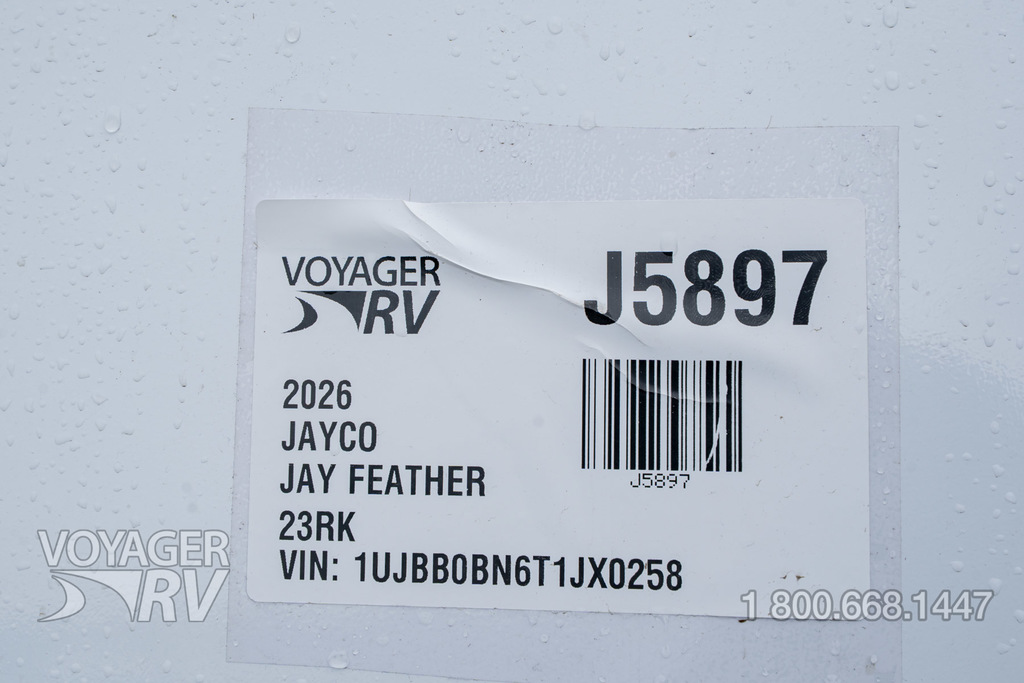 VOYAGER
RV
J5897
J5897
2026
JAYCO
JAY FEATHER
23RK
VIN: 1UJBB0BN6T1JX0258
VOYAGER
RV
1 800.668.1447